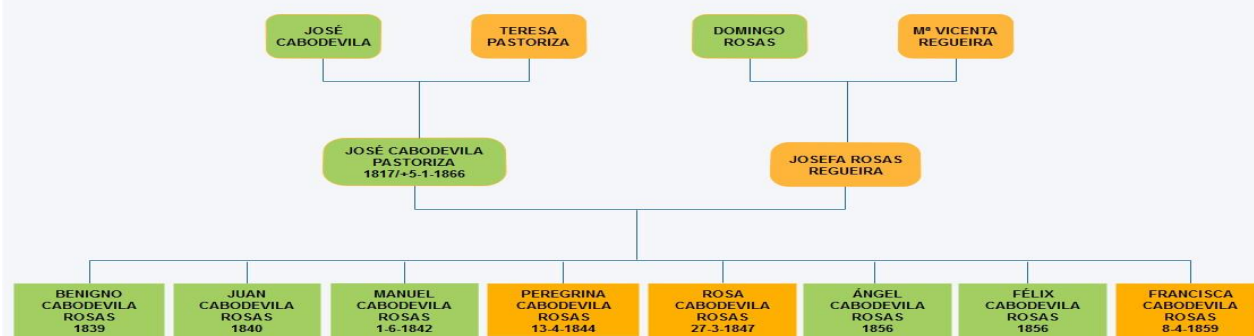 JOSÉ
CABODEVILA
TERESA
PASTORIZA
DOMINGO
ROSAS
Mª VICENTA
REGUEIRA
JOSÉ CABODEVILA
PASTORIZA
1817/+5-1-1866
JOSEFA ROSAS
REGUEIRA
BENIGNO
CABODEVILA
ROSAS
1839
JUAN
CABODEVILA
ROSAS
1840
MANUEL
CABODEVILA
ROSAS
1-6-1842
PEREGRINA
CABODEVILA
ROSAS
13-4-1844
ROSA
CABODEVILA
ROSAS
27-3-1847
ÁNGEL
CABODEVILA
ROSAS
1856
FÉLIX
CABODEVILA
ROSAS
1856
FRANCISCA
CABODEVILA
ROSAS
8-4-1859